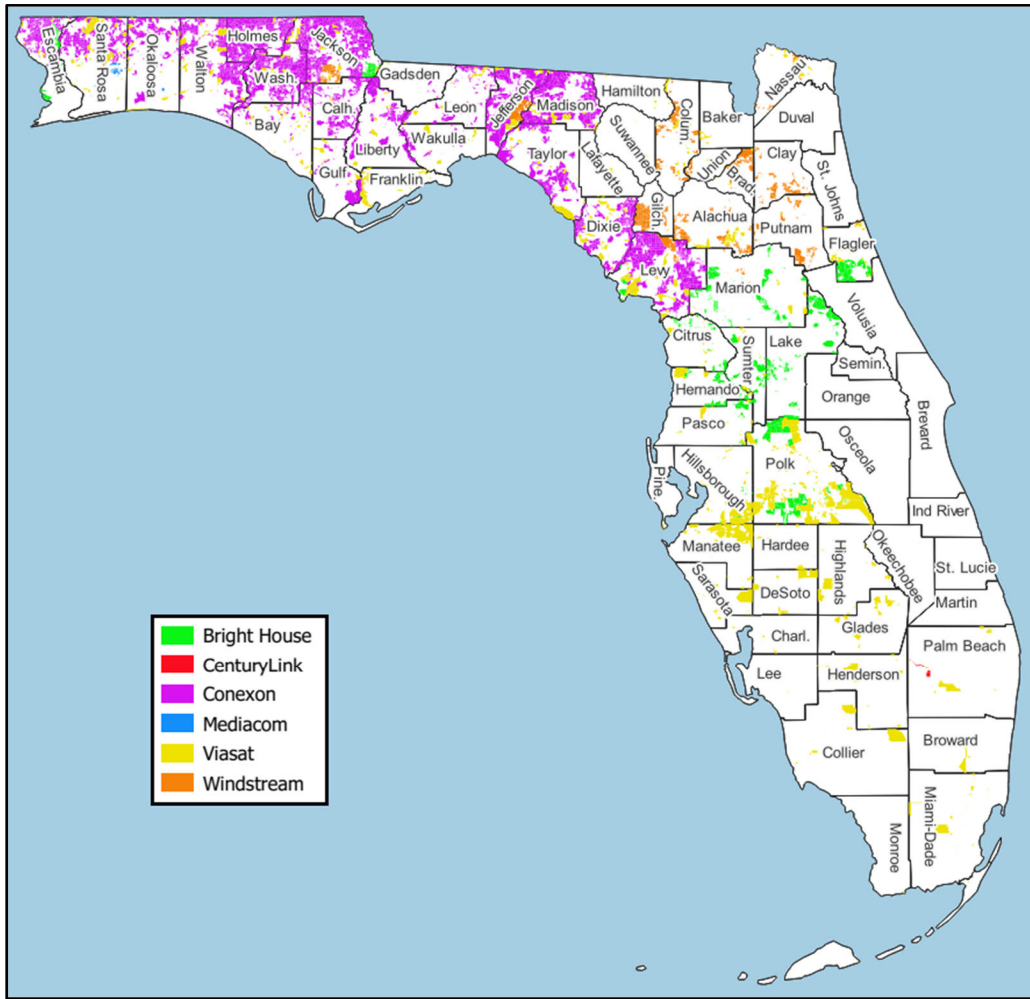 Escambia
Santa Rosa
Okaloosa
Walton
Holmes
Jackson
Wash.
Bay
Calh.
Gulf
Gadsden
Liberty
Leon
Wakulla
Franklin
Jefferson
Madison
Taylor
Hamilton
Suwannee
Lafayette
Dixie
Colum.
Gilch.
Levy
Baker
Union
Brad.
Nassau
Duval
Clay
St. Johns
Alachua
Putnam
Flagler
Marion
Volusia
Citrus
Sumter
Lake
Semin.
Hernando
Orange
Brevard
Pasco
Pine.
Hillsborough
Polk
Osceola
Ind River
Manatee
Hardee
Highlands
Okeechobee
St. Lucie
Sarasota
DeSoto
Martin
Charl.
Glades
Palm Beach
Lee
Henderson
Collier
Broward
Monroe
Miami-Dade
Bright House
CenturyLink
Conexon
Mediacom
Viasat
Windstream